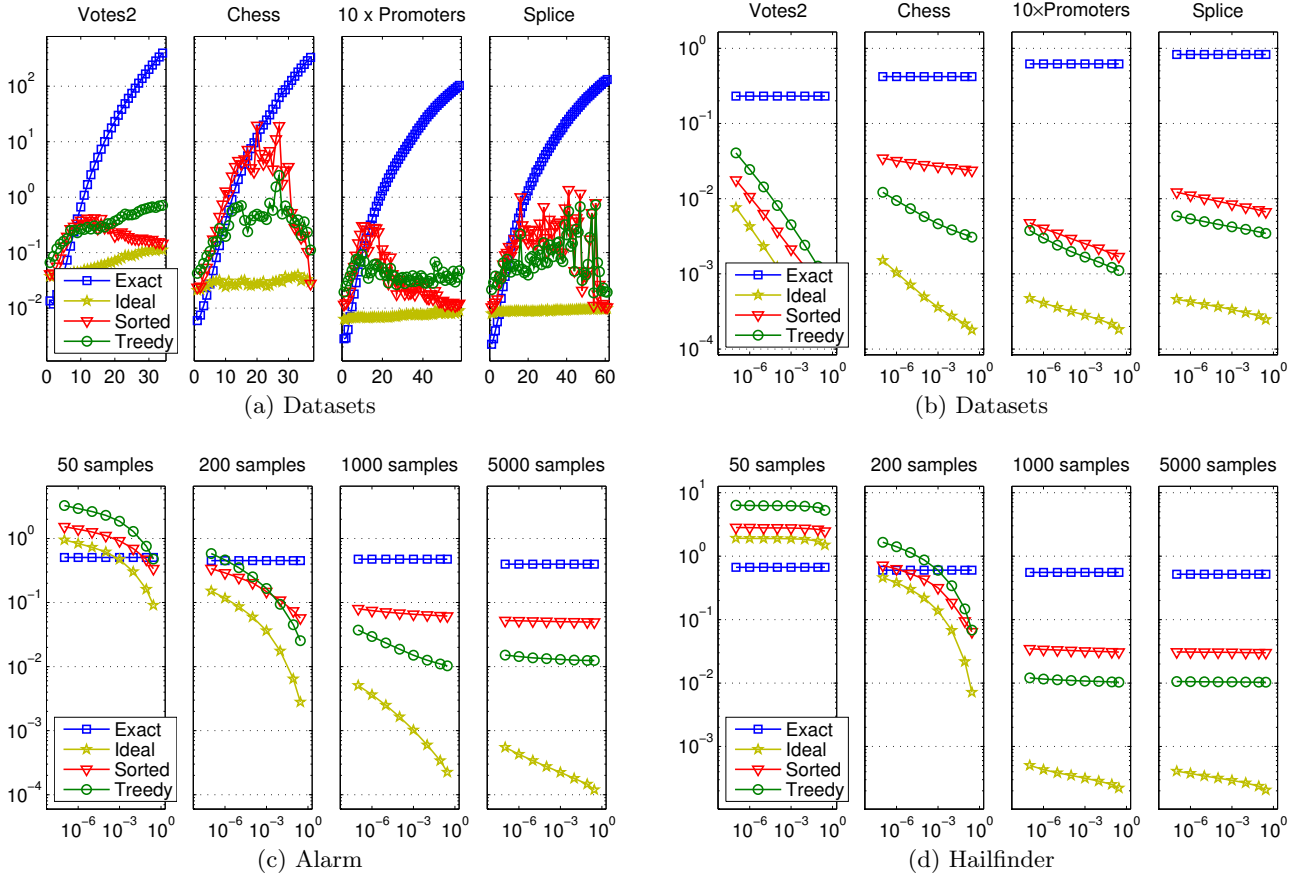 Votes2 Chess 10 x Promoters Splice
10^2
10^1
10^0
10^-1
10^-2
Exact
Ideal
Sorted
Treedy
0 10 20 30 0 10 20 30 0 20 40 0 20 40 60
(a) Datasets
Votes2 Chess 10×Promoters Splice
10^0
10^-1
10^-2
10^-3
10^-4
Exact
Ideal
Sorted
Treedy
10^-6 10^-3 10^0 10^-6 10^-3 10^0 10^-6 10^-3 10^0 10^-6 10^-3 10^0
(b) Datasets
50 samples 200 samples 1000 samples 5000 samples
10^0
10^-1
10^-2
10^-3
10^-4
Exact
Ideal
Sorted
Treedy
10^-6 10^-3 10^0 10^-6 10^-3 10^0 10^-6 10^-3 10^0 10^-6 10^-3 10^0
(c) Alarm
50 samples 200 samples 1000 samples 5000 samples
10^1
10^0
10^-1
10^-2
10^-3
Exact
Ideal
Sorted
Treedy
10^-6 10^-3 10^0 10^-6 10^-3 10^0 10^-6 10^-3 10^0 10^-6 10^-3 10^0
(d) Hailfinder